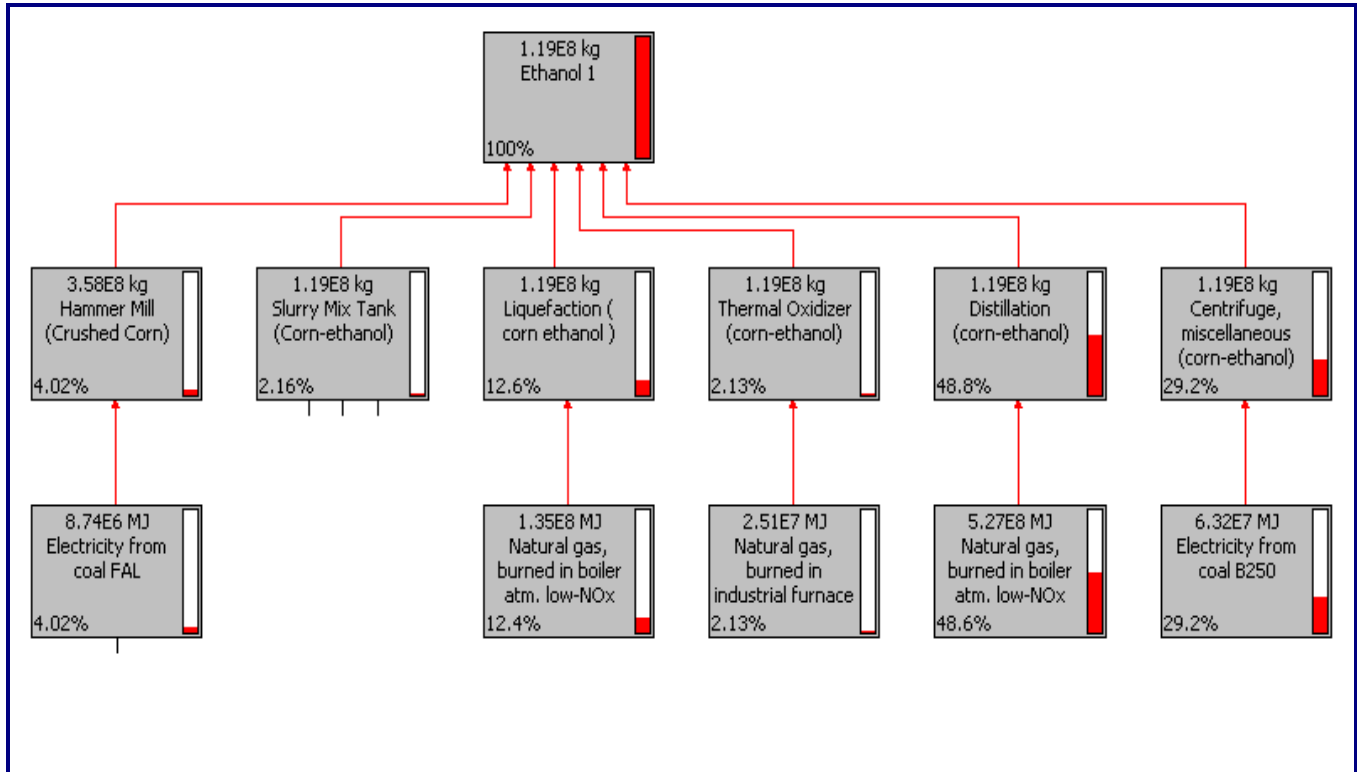 1.19E8 kg
Ethanol 1
100%
3.58E8 kg
Hammer Mill
(Crushed Corn)
4.02%
1.19E8 kg
Slurry Mix Tank
(Corn-ethanol)
2.16%
1.19E8 kg
Liquefaction (
corn ethanol )
12.6%
1.19E8 kg
Thermal Oxidizer
(corn-ethanol)
2.13%
1.19E8 kg
Distillation
(corn-ethanol)
48.8%
1.19E8 kg
Centrifuge,
miscellaneous
(corn-ethanol)
29.2%
8.74E6 MJ
Electricity from
coal FAL
4.02%
1.35E8 MJ
Natural gas,
burned in boiler
atm. low-NOx
12.4%
2.51E7 MJ
Natural gas,
burned in
industrial furnace
2.13%
5.27E8 MJ
Natural gas,
burned in boiler
atm. low-NOx
48.6%
6.32E7 MJ
Electricity from
coal B250
29.2%